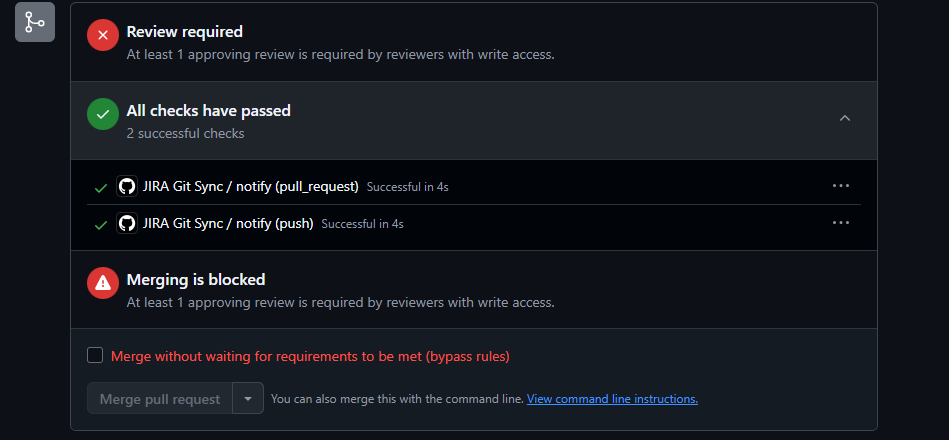 Review required
At least 1 approving review is required by reviewers with write access.
All checks have passed
2 successful checks
JIRA Git Sync / notify (pull_request) Successful in 4s
JIRA Git Sync / notify (push) Successful in 4s
Merging is blocked
At least 1 approving review is required by reviewers with write access.
Merge without waiting for requirements to be met (bypass rules)
Merge pull request You can also merge this with the command line. View command line instructions.